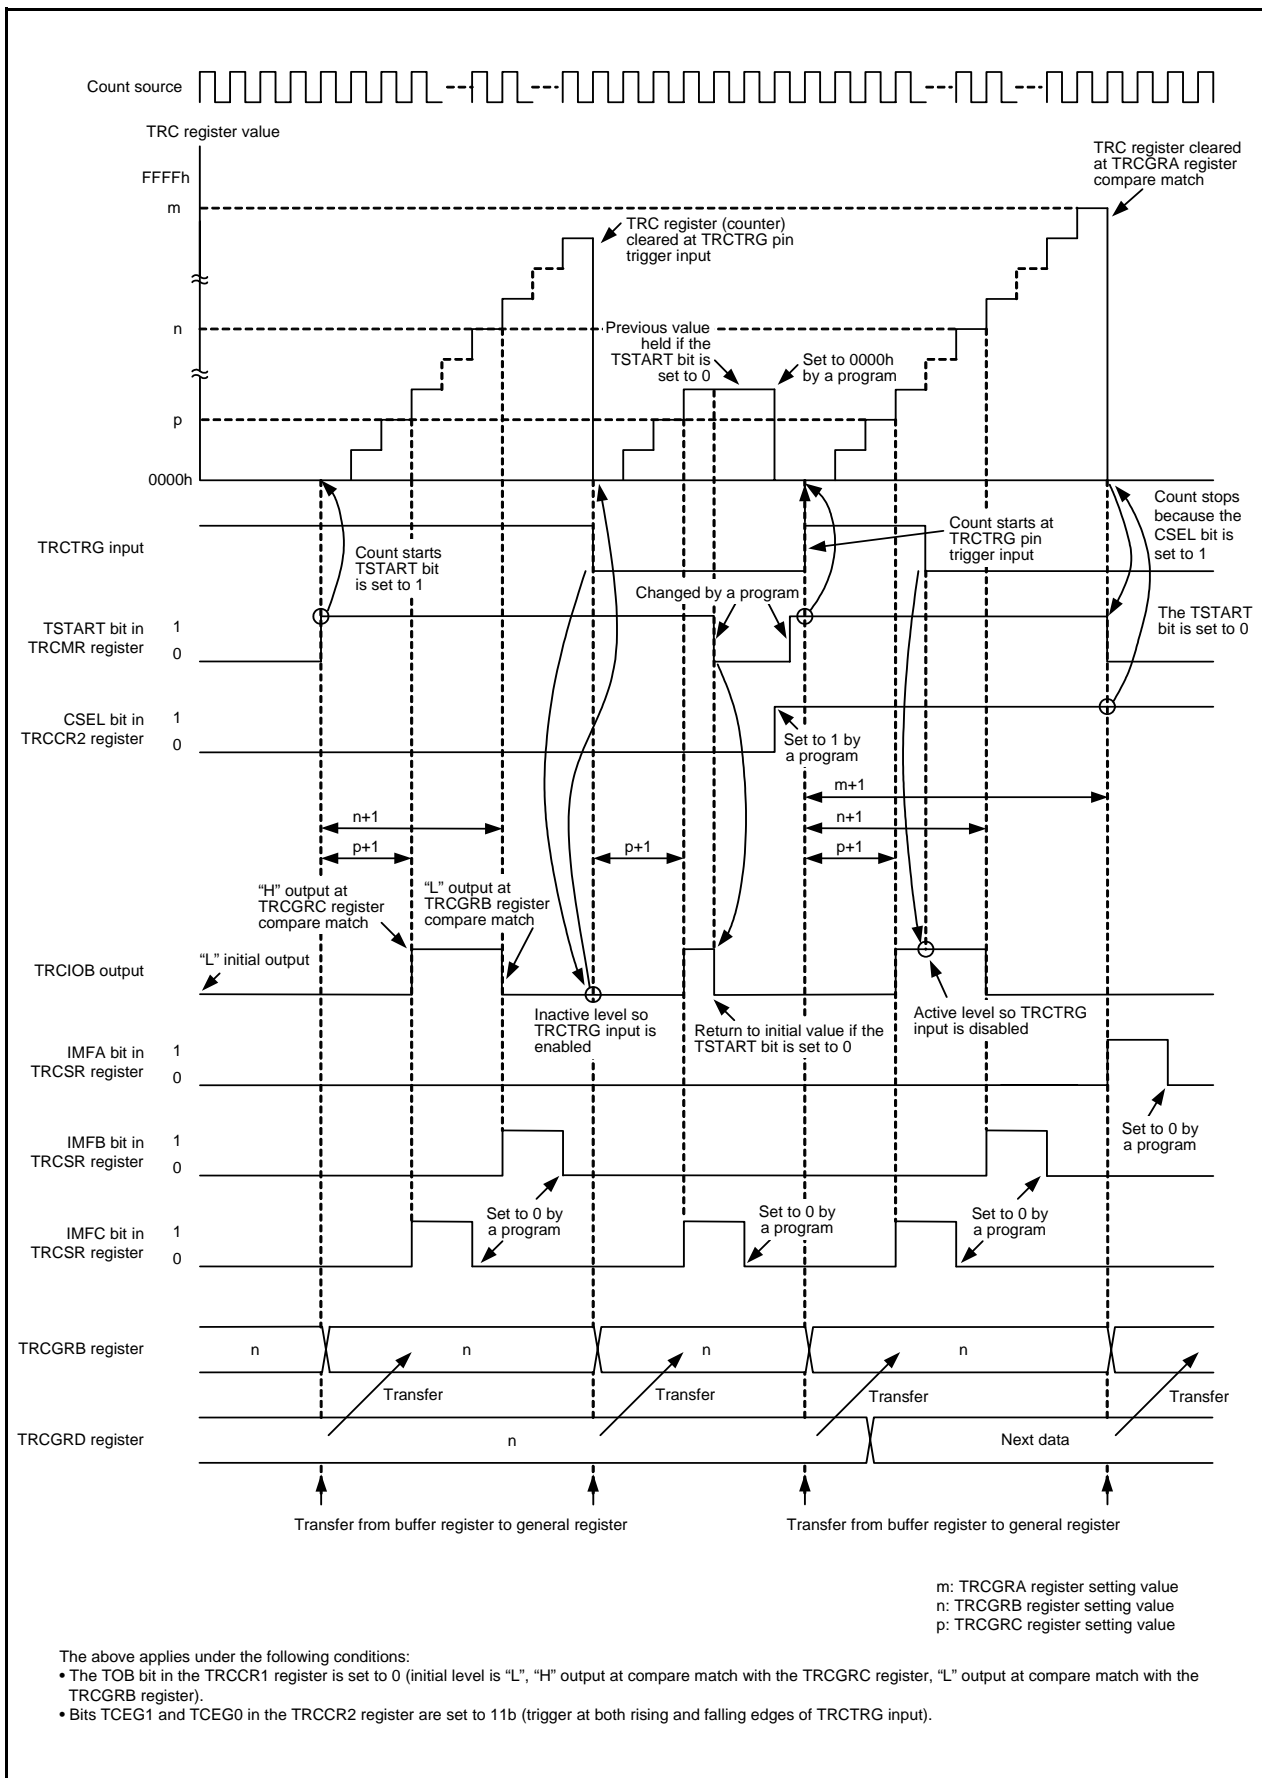 Count source
TRC register value
FFFFh
m
n
p
0000h
TRC register cleared
at TRCGRA register
compare match
TRC register (counter)
cleared at TRCTRG pin
trigger input
Previous value
held if the
TSTART bit is
set to 0
Set to 0000h
by a program
TRCTRG input
Count starts
TSTART bit
is set to 1
Count starts at
TRCTRG pin
trigger input
Count stops
because the
CSEL bit is
set to 1
Changed by a program
TSTART bit in
TRCMR register
1
0
The TSTART
bit is set to 0
CSEL bit in
TRCCR2 register
1
0
Set to 1 by
a program
m+1
n+1
n+1
p+1
p+1
p+1
"H" output at
TRCGRC register
compare match
"L" output at
TRCGRB register
compare match
TRCIOB output
"L" initial output
Inactive level so
TRCTRG input is
enabled
Return to initial value if the
TSTART bit is set to 0
Active level so TRCTRG
input is disabled
IMFA bit in
TRCSR register
1
0
Set to 0 by
a program
IMFB bit in
TRCSR register
1
0
Set to 0 by
a program
Set to 0 by
a program
Set to 0 by
a program
IMFC bit in
TRCSR register
1
0
TRCGRB register
n
n
n
n
Transfer
Transfer
Transfer
Transfer
TRCGRD register
n
Next data
Transfer from buffer register to general register
Transfer from buffer register to general register
m: TRCGRA register setting value
n: TRCGRB register setting value
p: TRCGRC register setting value
The above applies under the following conditions:
• The TOB bit in the TRCCR1 register is set to 0 (initial level is "L", "H" output at compare match with the TRCGRC register, "L" output at compare match with the
TRCGRB register).
• Bits TCEG1 and TCEG0 in the TRCCR2 register are set to 11b (trigger at both rising and falling edges of TRCTRG input).